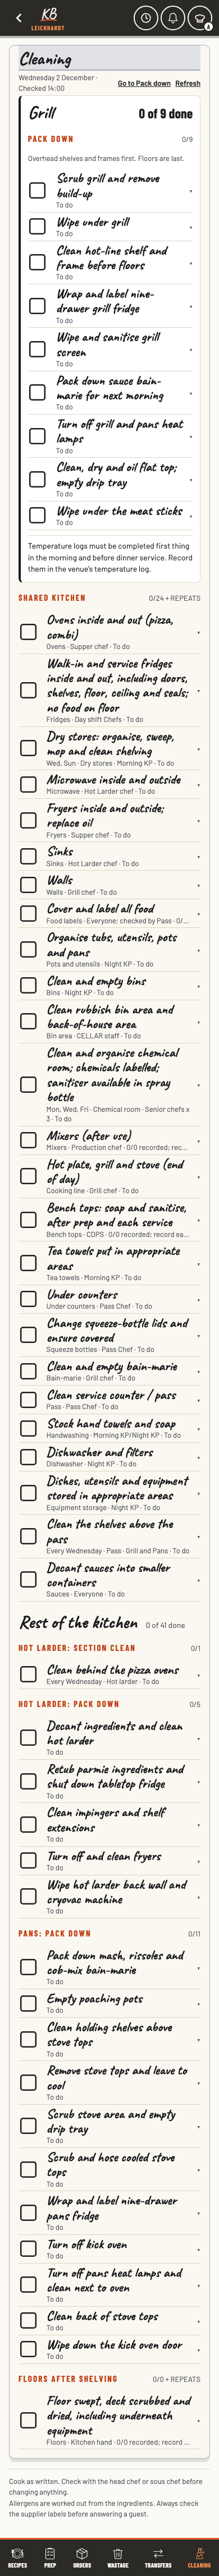 KB
LEICHHARDT
Cleaning
Wednesday 2 December ·
Checked 14:00
Go to Pack down Refresh
Grill 0 of 9 done
PACK DOWN 0/9
Overhead shelves and frames first. Floors are last.
Scrub grill and remove
build-up
To do
Wipe under grill
To do
Clean hot-line shelf and
frame before floors
To do
Wrap and label nine-
drawer grill fridge
To do
Wipe and sanitise grill
screen
To do
Pack down sauce bain-
marie for next morning
To do
Turn off grill and pans heat
lamps
To do
Clean, dry and oil flat top;
empty drip tray
To do
Wipe under the meat sticks
To do
Temperature logs must be completed first thing
in the morning and before dinner service. Record
them in the venue's temperature log.
SHARED KITCHEN 0/24 + REPEATS
Ovens inside and out (pizza,
combi)
Ovens · Supper chef · To do
Walk-in and service fridges
inside and out, including doors,
shelves, floor, ceiling and seals;
no food on floor
Fridges · Day shift Chefs · To do
Dry stores: organise, sweep,
mop and clean shelving
Wed, Sun · Dry stores · Morning KP · To do
Microwave inside and outside
Microwave · Hot Larder chef · To do
Fryers inside and outside;
replace oil
Fryers · Supper chef · To do
Sinks
Sinks · Hot Larder chef · To do
Walls
Walls · Grill chef · To do
Cover and label all food
Food labels · Everyone; checked by Pass · 0/...
Organise tubs, utensils, pots
and pans
Pots and utensils · Night KP · To do
Clean and empty bins
Bins · Night KP · To do
Clean rubbish bin area and
back-of-house area
Bin area · CELLAR staff · To do
Clean and organise chemical
room; chemicals labelled;
sanitiser available in spray
bottle
Mon, Wed, Fri · Chemical room · Senior chefs x
3 · To do
Mixers (after use)
Mixers · Production chef · 0/0 recorded; rec...
Hot plate, grill and stove (end
of day)
Cooking line · Grill chef · To do
Bench tops: soap and sanitise,
after prep and each service
Bench tops · CDPS · 0/0 recorded; record ea...
Tea towels put in appropriate
areas
Tea towels · Morning KP · To do
Under counters
Under counters · Pass Chef · To do
Change squeeze-bottle lids and
ensure covered
Squeeze bottles · Pass Chef · To do
Clean and empty bain-marie
Bain-marie · Grill chef · To do
Clean service counter / pass
Pass · Pass Chef · To do
Stock hand towels and soap
Handwashing · Morning KP/Night KP · To do
Dishwasher and filters
Dishwasher · Night KP · To do
Dishes, utensils and equipment
stored in appropriate areas
Equipment storage · Night KP · To do
Clean the shelves above the
pass
Every Wednesday · Pass · Grill and Pans · To do
Decant sauces into smaller
containers
Sauces · Everyone · To do
Rest of the kitchen 0 of 41 done
HOT LARDER: SECTION CLEAN 0/1
Clean behind the pizza ovens
Every Wednesday · Hot larder · To do
HOT LARDER: PACK DOWN 0/5
Decant ingredients and clean
hot larder
To do
Retub parmie ingredients and
shut down tabletop fridge
To do
Clean impingers and shelf
extensions
To do
Turn off and clean fryers
To do
Wipe hot larder back wall and
cryovac machine
To do
PANS: PACK DOWN 0/11
Pack down mash, rissoles and
cob-mix bain-marie
To do
Empty poaching pots
To do
Clean holding shelves above
stove tops
To do
Remove stove tops and leave to
cool
To do
Scrub stove area and empty
drip tray
To do
Scrub and hose cooled stove
tops
To do
Wrap and label nine-drawer
pans fridge
To do
Turn off kick oven
To do
Turn off pans heat lamps and
clean next to oven
To do
Clean back of stove tops
To do
Wipe down the kick oven door
To do
FLOORS AFTER SHELVING 0/0 + REPEATS
Floor swept, deck scrubbed and
dried, including underneath
equipment
Floors · Kitchen hand · 0/0 recorded; record ...
Cook as written. Check with the head chef or sous chef before
changing anything.
Allergens are worked out from the ingredients. Always check
the supplier labels before answering a guest.
RECIPES PREP ORDERS WASTAGE TRANSFERS CLEANING